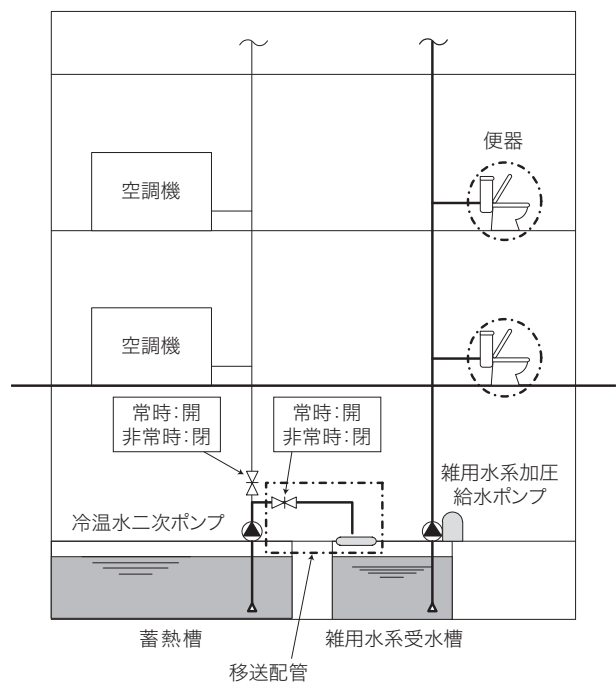 便器
空調機
空調機
常時：開
非常時：閉
常時：開
非常時：閉
雑用水系加圧
給水ポンプ
冷温水二次ポンプ
蓄熱槽
雑用水系受水槽
移送配管